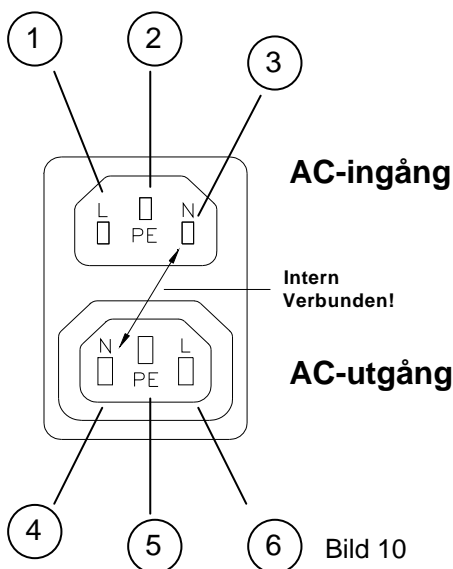 1 2 3
AC-ingång
L N
PE
Intern
Verbunden!
N L
PE
AC-utgång
4 5 6 Bild 10